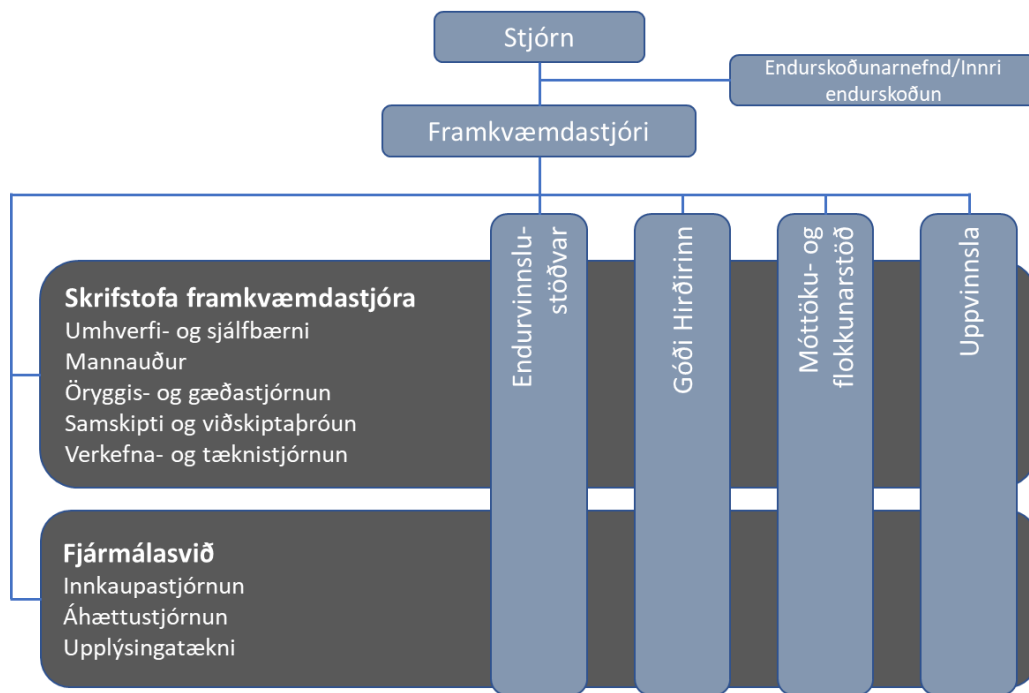 Stjórn
Endurskoðunarnefnd/Innri
endurskoðun
Framkvæmdastjóri
Endurvinnslu-
stöðvar
Góði Hirðirinn
Móttöku- og
flokkunarstöð
Uppvinnsla
Skrifstofa framkvæmdastjóra
Umhverfi- og sjálfbærni
Mannauður
Öryggis- og gæðastjórnun
Samskipti og viðskiptaþróun
Verkefna- og tæknistjórnun
Fjármálasvið
Innkaupastjórnun
Áhættustjórnun
Upplýsingatækni